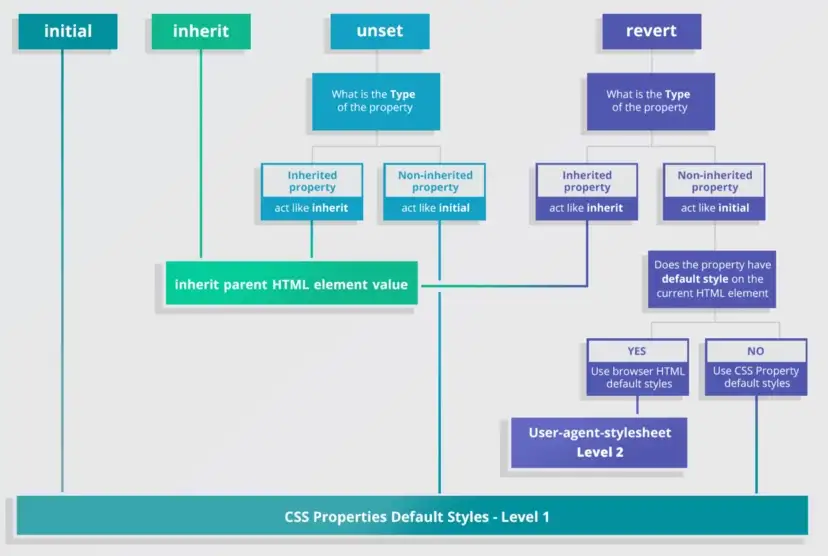 initial
inherit
unset
revert
What is the Type
of the property
What is the Type
of the property
Inherited
property
act like inherit
Non-inherited
property
act like initial
Inherited
property
act like inherit
Non-inherited
property
act like initial
inherit parent HTML element value
Does the property have
default style on the
current HTML element
YES
Use browser HTML
default styles
NO
Use CSS Property
default styles
User-agent-stylesheet
Level 2
CSS Properties Default Styles - Level 1